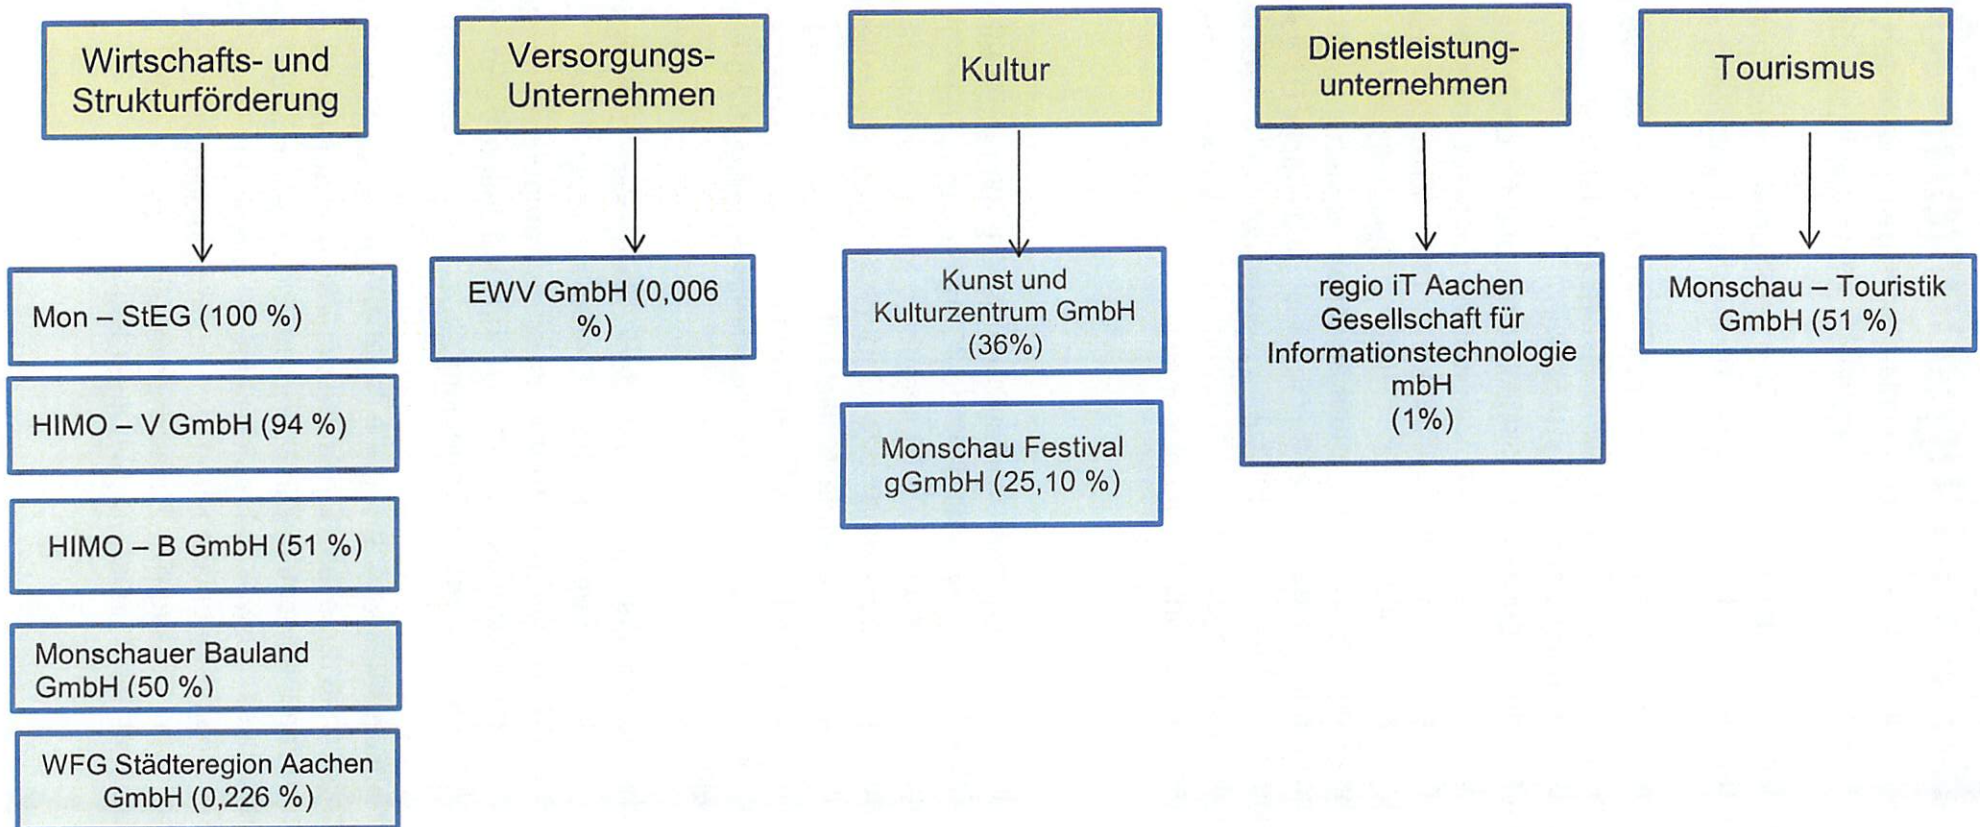 Wirtschafts- und
Strukturförderung
Mon – StEG (100 %)
HIMO – V GmbH (94 %)
HIMO – B GmbH (51 %)
Monschauer Bauland
GmbH (50 %)
WFG Städteregion Aachen
GmbH (0,226 %)
Versorgungs-
Unternehmen
EWV GmbH (0,006
%)
Kultur
Kunst und
Kulturzentrum GmbH
(36%)
Monschau Festival
gGmbH (25,10 %)
Dienstleistung-
unternehmen
regio iT Aachen
Gesellschaft für
Informationstechnologie
mbH
(1%)
Tourismus
Monschau – Touristik
GmbH (51 %)